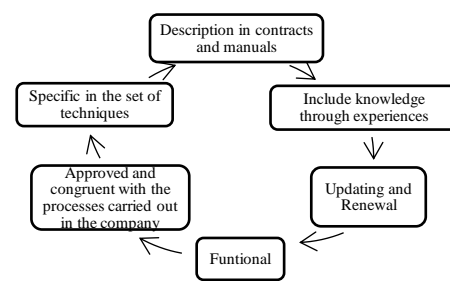 Description in contracts
and manuals
Include knowledge
through experiences
Updating and
Renewal
Funtional
Approved and
congruent with the
processes carried out
in the company
Specific in the set of
techniques